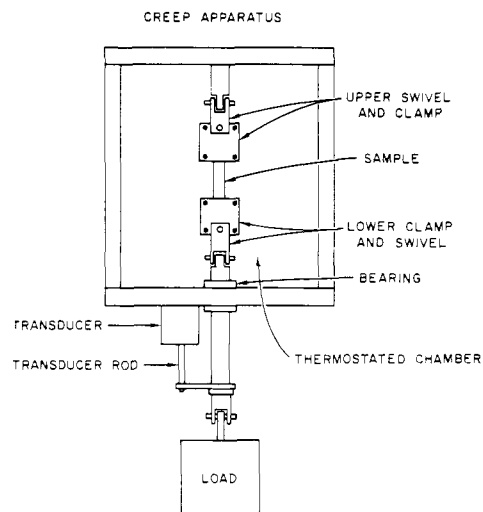 CREEP APPARATUS
UPPER SWIVEL
AND CLAMP
SAMPLE
LOWER CLAMP
AND SWIVEL
BEARING
TRANSDUCER
TRANSDUCER ROD
THERMOSTATED CHAMBER
LOAD